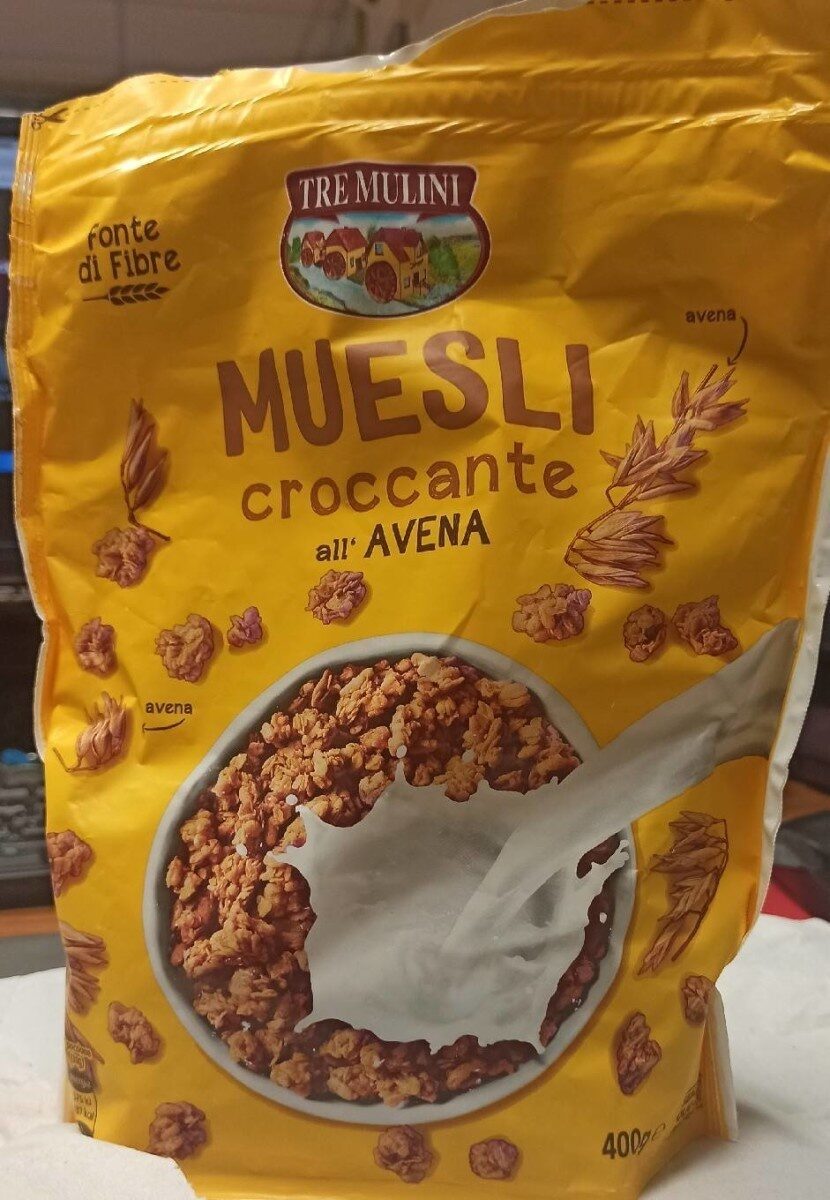 TRE MULINI
fonte
di Fibre
avena
MUESLI
croccante
all' AVENA
avena
400g e